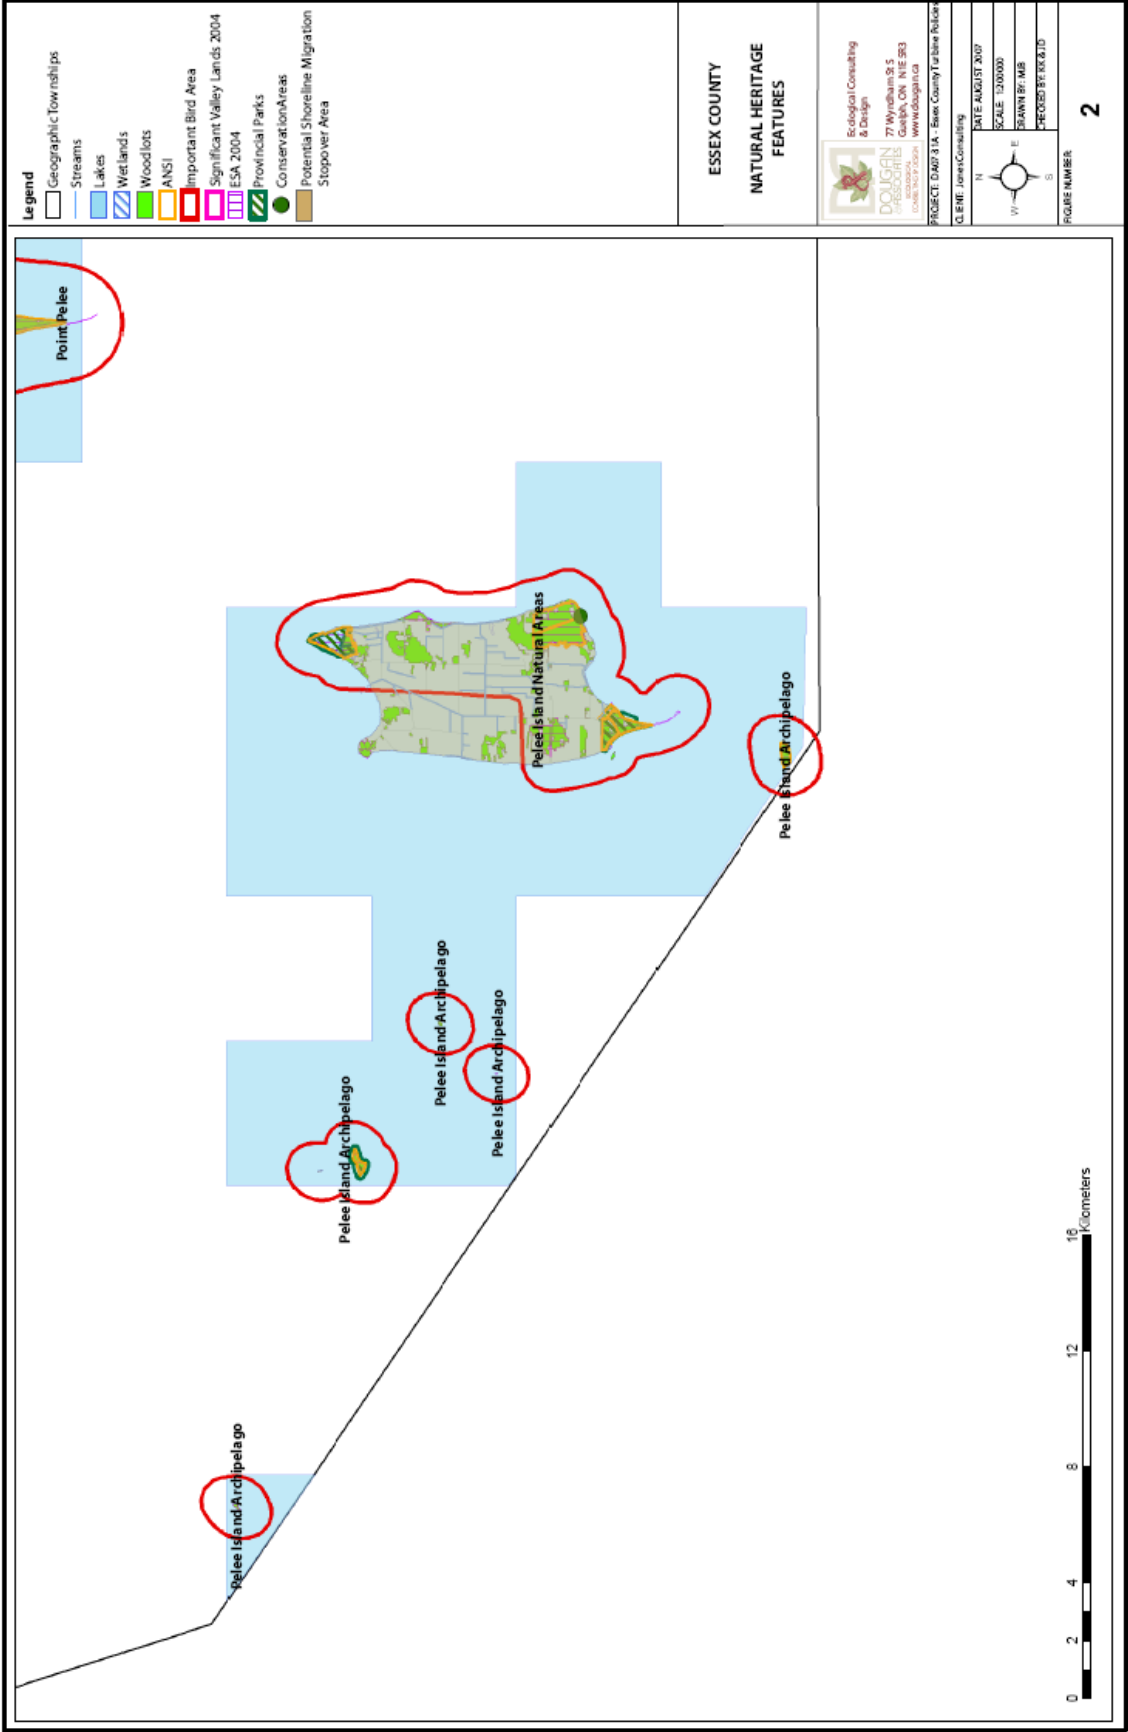 Legend
Geographic Townships
Streams
Lakes
Wetlands
Woodlots
ANSI
Important Bird Area
Significant Valley Lands 2004
ESA 2004
Provincial Parks
ConservationAreas
Potential Shoreline Migration
Stopover Area
ESSEX COUNTY
NATURAL HERITAGE
FEATURES
DOUGAN
& ASSOCIATES
ECOLOGICAL
CONSULTING & DESIGN
Ecological Consulting
& Design
77 Wyndham St S
Guelph, ON N1E 5R3
www.dougan.ca
PROJECT: DA07 31A - Essex County Turbine Policies
CLIENT: Jones Consulting
N
W
E
S
DATE: AUGUST 2007
SCALE: 1:200000
DRAWN BY: MJB
CHECKED BY: KK & JD
FIGURE NUMBER:
2
Point Pelee
Pelee Island Natural Areas
Pelee Island Archipelago
Pelee Island Archipelago
Pelee Island Archipelago
Pelee Island Archipelago
Pelee Island Archipelago
0 2 4 8 12 16
Kilometers